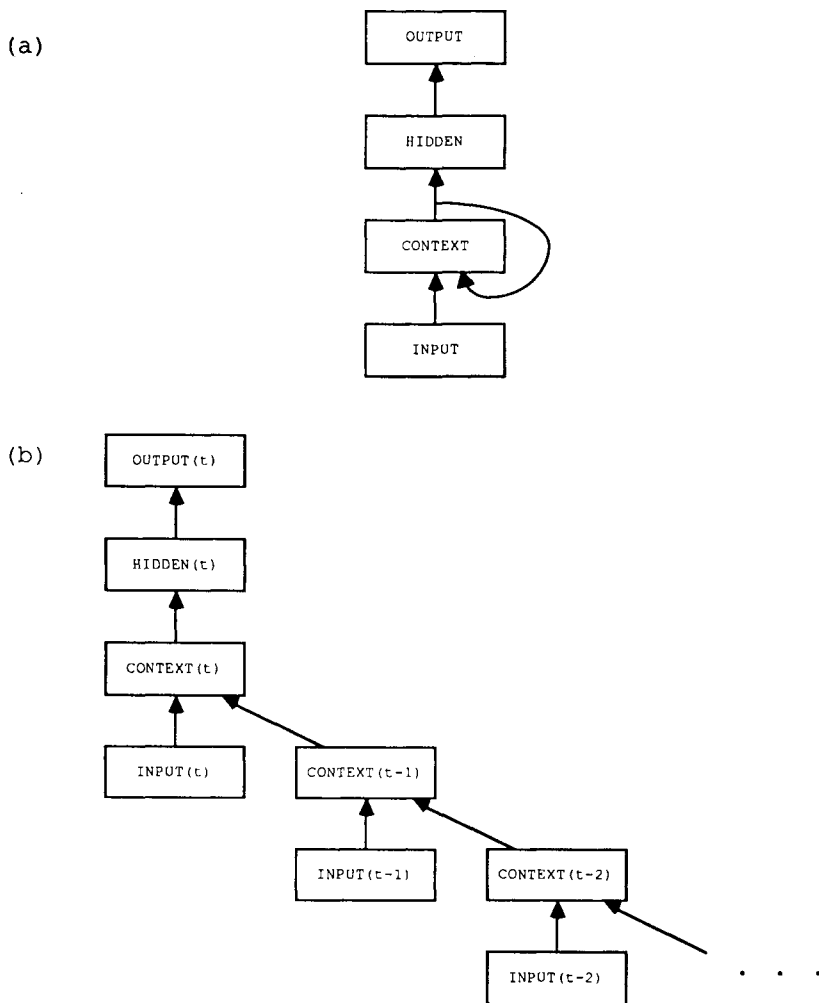 (a)
OUTPUT
HIDDEN
CONTEXT
INPUT
(b)
OUTPUT(t)
HIDDEN(t)
CONTEXT(t)
INPUT(t)
CONTEXT(t-1)
INPUT(t-1)
CONTEXT(t-2)
INPUT(t-2)
. . .